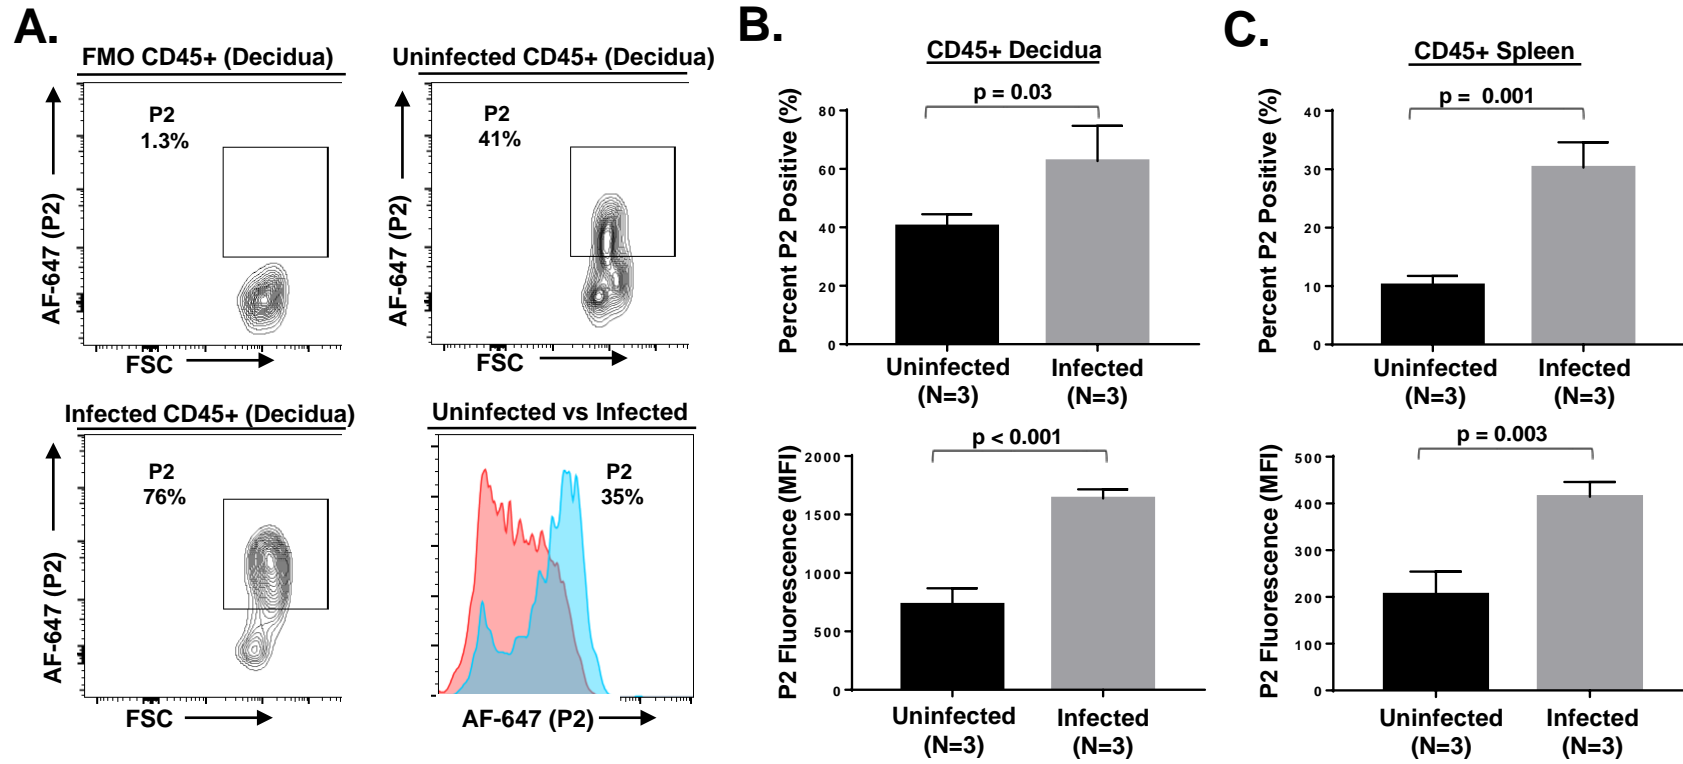 A.
FMO CD45+ (Decidua)
P2
1.3%
AF-647 (P2)
FSC
Uninfected CD45+ (Decidua)
P2
41%
AF-647 (P2)
FSC
Infected CD45+ (Decidua)
P2
76%
AF-647 (P2)
FSC
Uninfected vs Infected
P2
35%
AF-647 (P2)
B.
CD45+ Decidua
p = 0.03
Percent P2 Positive (%)
80
60
40
20
0
Uninfected
(N=3)
Infected
(N=3)
p < 0.001
P2 Fluorescence (MFI)
2000
1500
1000
500
0
Uninfected
(N=3)
Infected
(N=3)
C.
CD45+ Spleen
p = 0.001
Percent P2 Positive (%)
40
30
20
10
0
Uninfected
(N=3)
Infected
(N=3)
p = 0.003
P2 Fluorescence (MFI)
500
400
300
200
100
0
Uninfected
(N=3)
Infected
(N=3)